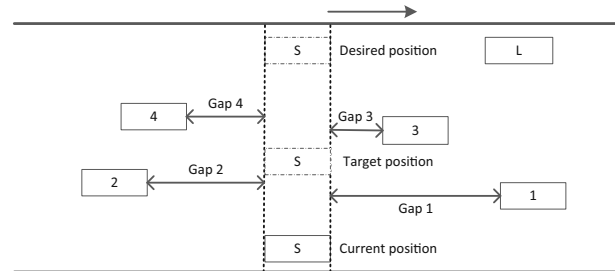 S Desired position L
Gap 4
4
Gap 3
3
S Target position
Gap 2
2
1
Gap 1
S Current position